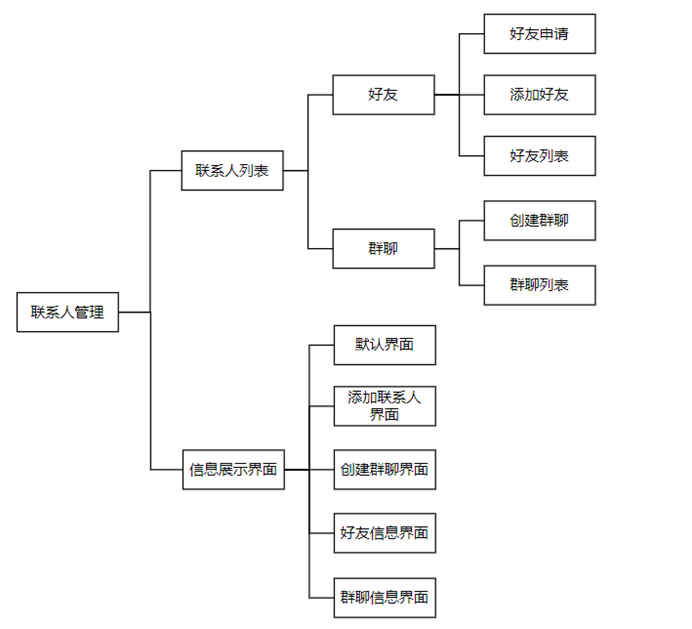 好友申请
好友
添加好友
好友列表
联系人列表
创建群聊
群聊
群聊列表
联系人管理
默认界面
添加联系人
界面
信息展示界面
创建群聊界面
好友信息界面
群聊信息界面